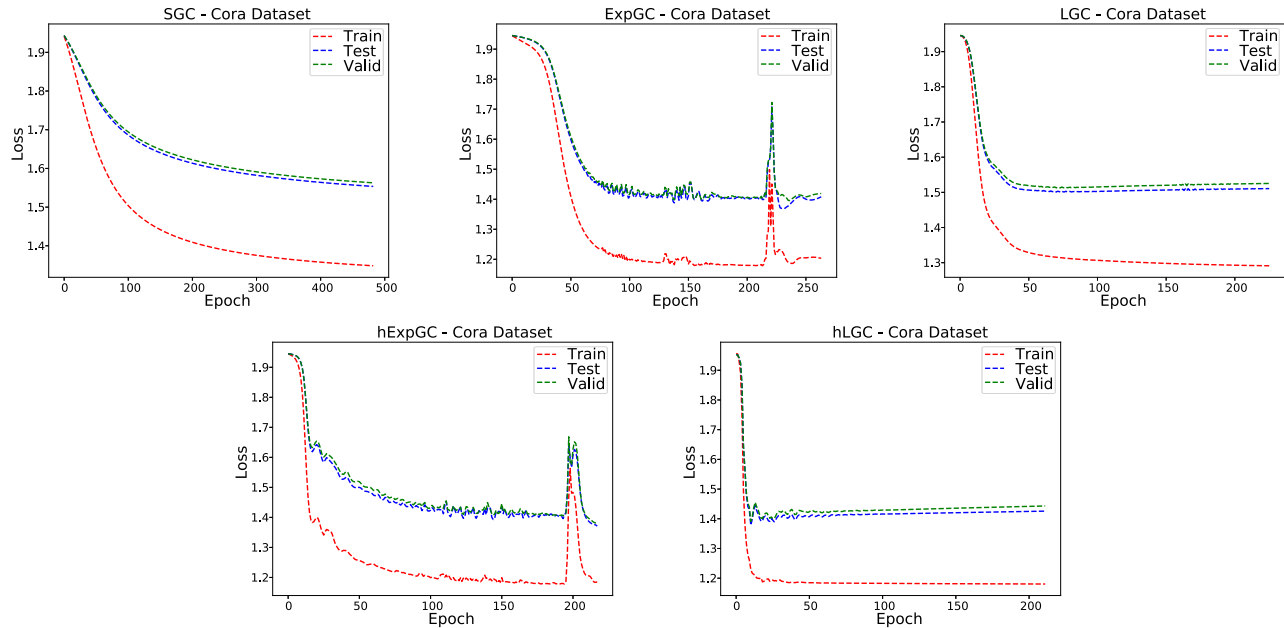 SGC - Cora Dataset
Train
Test
Valid
Loss
1.9
1.8
1.7
1.6
1.5
1.4
0 100 200 300 400 500
Epoch
ExpGC - Cora Dataset
Train
Test
Valid
Loss
1.9
1.8
1.7
1.6
1.5
1.4
1.3
1.2
0 50 100 150 200 250
Epoch
LGC - Cora Dataset
Train
Test
Valid
Loss
1.9
1.8
1.7
1.6
1.5
1.4
1.3
0 50 100 150 200
Epoch
hExpGC - Cora Dataset
Train
Test
Valid
Loss
1.9
1.8
1.7
1.6
1.5
1.4
1.3
1.2
0 50 100 150 200
Epoch
hLGC - Cora Dataset
Train
Test
Valid
Loss
1.9
1.8
1.7
1.6
1.5
1.4
1.3
1.2
0 50 100 150 200
Epoch